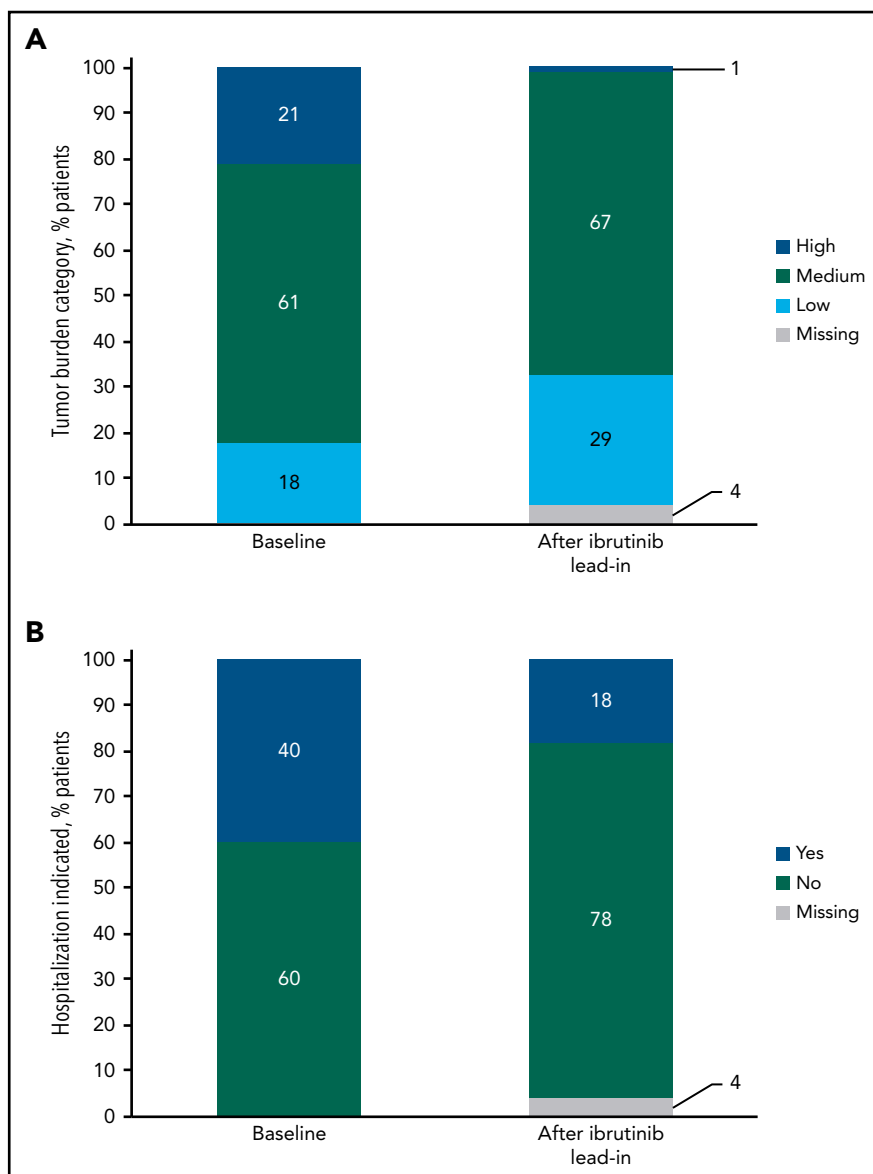 A
Tumor burden category, % patients
100
90
80
70
60
50
40
30
20
10
0
21
61
18
1
67
29
4
Baseline
After ibrutinib
lead-in
High
Medium
Low
Missing
B
Hospitalization indicated, % patients
100
90
80
70
60
50
40
30
20
10
0
40
60
18
78
4
Baseline
After ibrutinib
lead-in
Yes
No
Missing